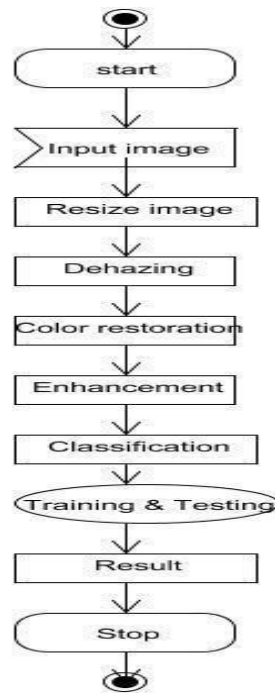 start
Input image
Resize image
Dehazing
Color restoration
Enhancement
Classification
Training & Testing
Result
Stop